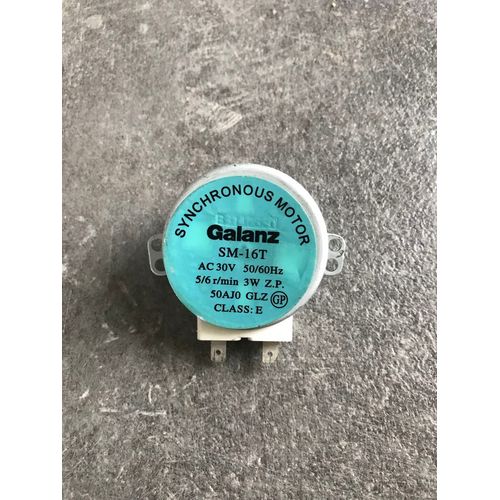 SYNCHRONOUS MOTOR
Galanz
SM-16T
AC 30V 50/60Hz
5/6 r/min 3W Z.P.
50AJ0 GLZ GP
CLASS: E